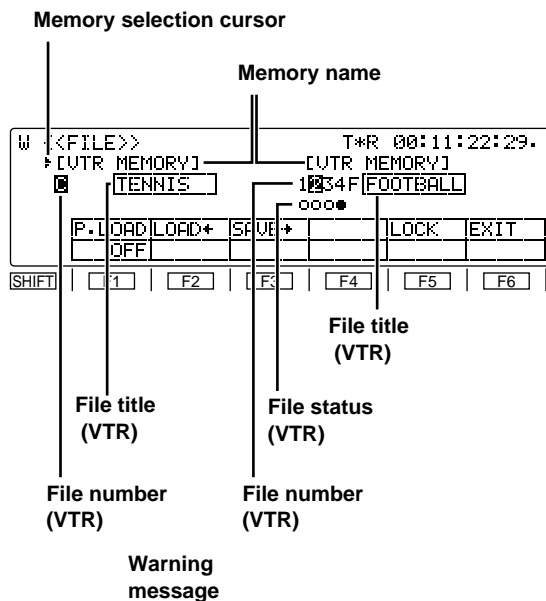 Memory selection cursor
Memory name
W <<FILE>> T*R 00:11:22:29.
[VTR MEMORY] [VTR MEMORY]
C TENNIS 1234F FOOTBALL
P.LOAD LOAD+ SAVE+ LOCK EXIT
OFF
SHIFT F1 F2 F3 F4 F5 F6
File title
(VTR)
File title
(VTR)
File status
(VTR)
File number
(VTR)
File number
(VTR)
Warning
message